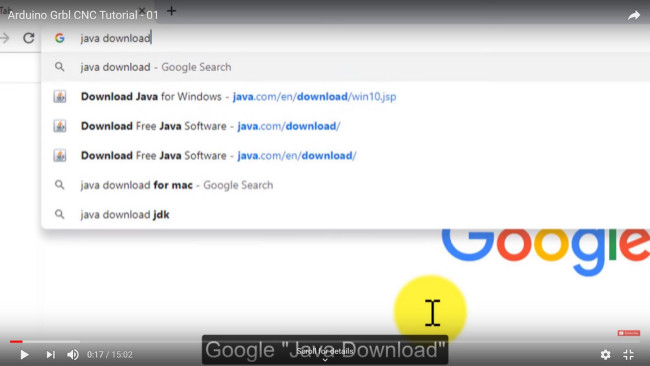 Arduino Grbl CNC Tutorial - 01
java download
java download - Google Search
Download Java for Windows - java.com/en/download/win10.jsp
Download Free Java Software - java.com/download/
Download Free Java Software - java.com/en/download/
java download for mac - Google Search
java download jdk
Google
Google "Java Download"
Scroll for details
0:17 / 15:02